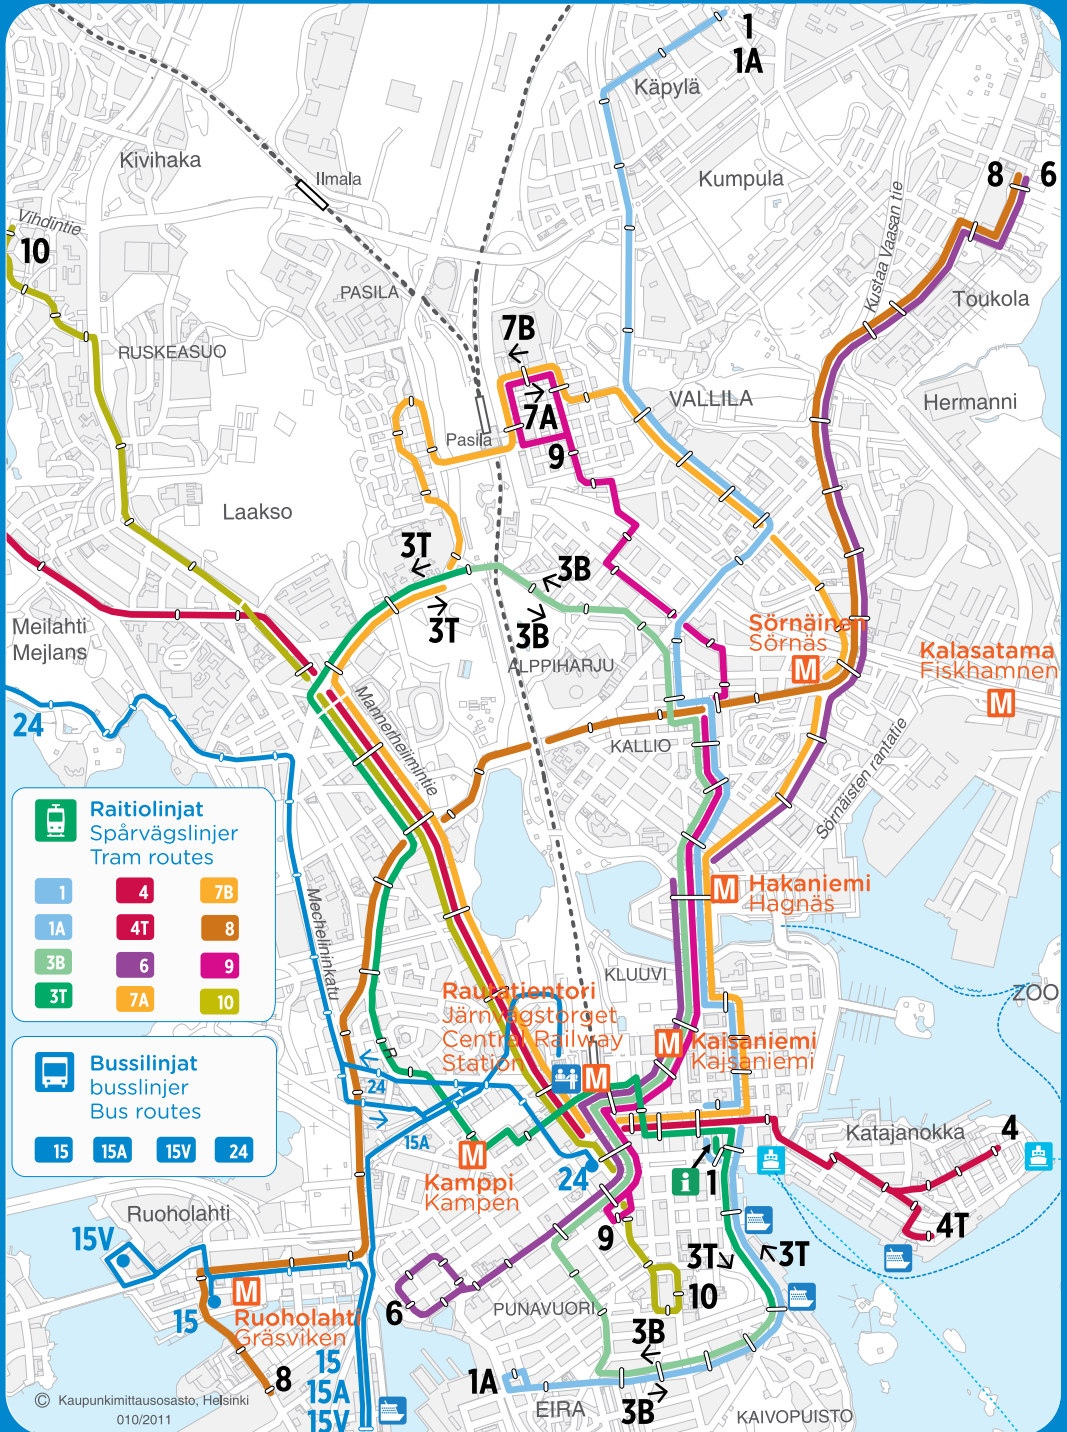 1
1A
Käpylä
Kivihaka
Ilmala
Kumpula
8 6
Vihdintie
10
Kustaa Vaasan tie
PASILA
Toukola
7B
RUSKEASUO
VALLILA
Hermanni
7A
Pasila
9
Laakso
3T
3B
3T
3B
Meilahti
Mejlans
Sörnäinen
Sörnäs
ALPPIHARJU
Kalasatama
Fiskhamnen
M
M
Mannerheimintie
24
KALLIO
Sörnäisten rantatie
Raitiolinjat
Spårvägslinjer
Tram routes
1 4 7B
1A 4T 8
3B 6 9
3T 7A 10
M Hakaniemi
Hagnäs
Mechelininkatu
KLUUVI
Rautatientori
Järnvägstorget
Central Railway
Station
M
ZOO
M Kaisaniemi
Kajsaniemi
Bussilinjat
busslinjer
Bus routes
15 15A 15V 24
24
15A
Katajanokka
4
M
Kamppi
Kampen
24
i
1
4T
Ruoholahti
15V
9
3T
3T
10
M
Ruoholahti
Gräsviken
15
6
PUNAVUORI
3B
15
15A
15V
8
1A
3B
EIRA
KAIVOPUISTO
© Kaupunkimittausosasto, Helsinki
010/2011